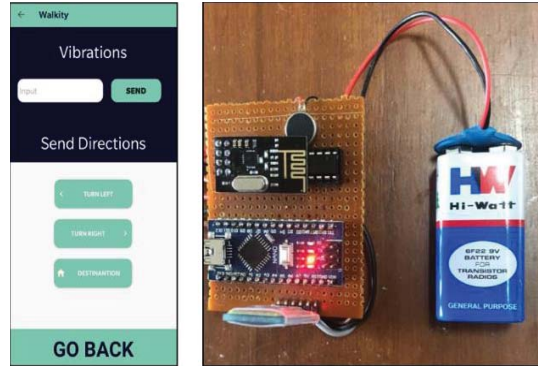 Walkity
Vibrations
Input
SEND
Send Directions
TURN LEFT
TURN RIGHT
DESTINANTION
GO BACK
HW
Hi-Watt
6F22 9V
BATTERY
FOR
TRANSISTOR
RADIOS
GENERAL PURPOSE